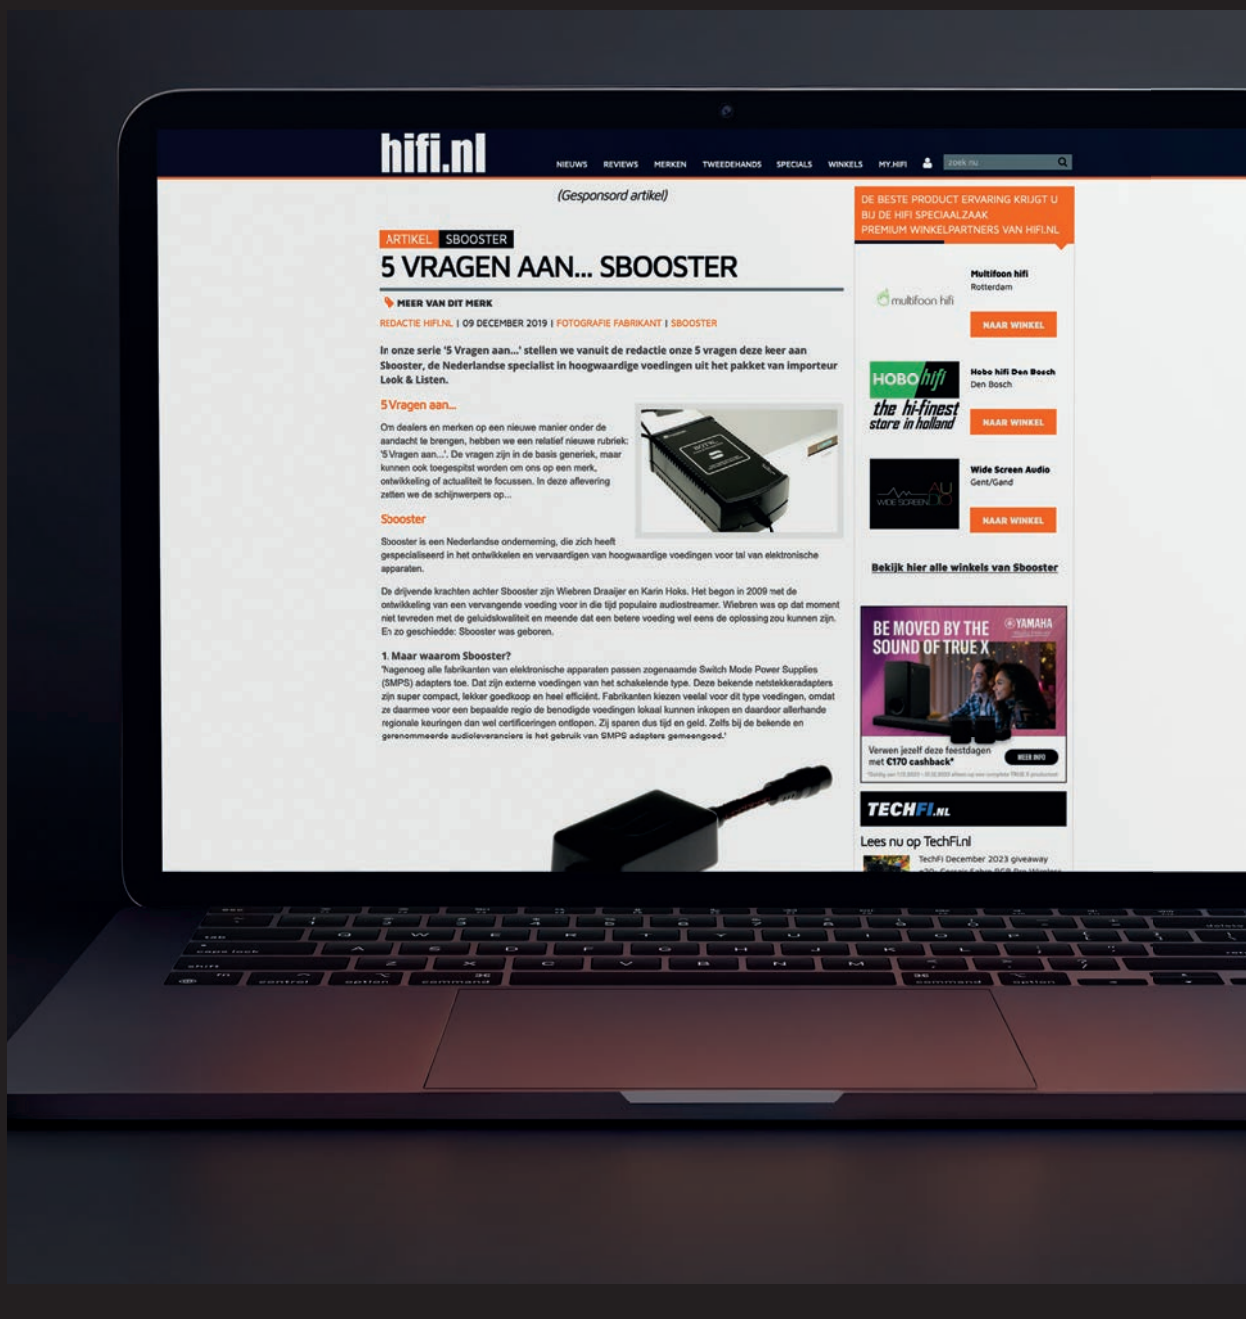 hifi.nl
NIEUWS REVIEWS MERKEN TWEEDEHANDS SPECIALS WINKELS MY.HIFI zoek nu
(Gesponsord artikel)
ARTIKEL SBOOSTER
5 VRAGEN AAN... SBOOSTER
MEER VAN DIT MERK
REDACTIE HIFI.NL | 09 DECEMBER 2019 | FOTOGRAFIE FABRIKANT | SBOOSTER
In onze serie '5 Vragen aan...' stellen we vanuit de redactie onze 5 vragen deze keer aan
Sbooster, de Nederlandse specialist in hoogwaardige voedingen uit het pakket van importeur
Look & Listen.
5 Vragen aan...
Om dealers en merken op een nieuwe manier onder de
aandacht te brengen, hebben we een relatief nieuwe rubriek:
'5 Vragen aan...'. De vragen zijn in de basis generiek, maar
kunnen ook toegespitst worden om ons op een merk,
ontwikkeling of actualiteit te focussen. In deze aflevering
zetten we de schijnwerpers op...
Sbooster
Sbooster is een Nederlandse onderneming, die zich heeft
gespecialiseerd in het ontwikkelen en vervaardigen van hoogwaardige voedingen voor tal van elektronische
apparaten.
De drijvende krachten achter Sbooster zijn Wiebren Draaijer en Karin Hoks. Het begon in 2009 met de
ontwikkeling van een vervangende voeding voor in die tijd populaire audiostreamer. Wiebren was op dat moment
niet tevreden met de geluidskwaliteit en meende dat een betere voeding wel eens de oplossing zou kunnen zijn.
En zo geschiedde: Sbooster was geboren.
1. Maar waarom Sbooster?
'Nagenoeg alle fabrikanten van elektronische apparaten passen zogenaamde Switch Mode Power Supplies
(SMPS) adapters toe. Dat zijn externe voedingen van het schakelende type. Deze bekende netstekkeradapters
zijn super compact, lekker goedkoop en heel efficiënt. Fabrikanten kiezen veelal voor dit type voedingen, omdat
ze daarmee voor een bepaalde regio de benodigde voedingen lokaal kunnen inkopen en daardoor allerhande
regionale keuringen dan wel certificeringen ontlopen. Zij sparen dus tijd en geld. Zelfs bij de bekende en
gerenommeerde audioleveranciers is het gebruik van SMPS adapters gemeengoed.'
DE BESTE PRODUCT ERVARING KRIJGT U
BIJ DE HIFI SPECIAALZAAK
PREMIUM WINKELPARTNERS VAN HIFI.NL
multifoon hifi
Multifoon hifi
Rotterdam
NAAR WINKEL
HOBO hifi
the hi-finest
store in holland
Hobo hifi Den Bosch
Den Bosch
NAAR WINKEL
WIDE SCREEN AUDIO
Wide Screen Audio
Gent/Gand
NAAR WINKEL
Bekijk hier alle winkels van Sbooster
BE MOVED BY THE
SOUND OF TRUE X
YAMAHA
Verwen jezelf deze feestdagen
met €170 cashback*
MEER INFO
TECHFI.NL
Lees nu op TechFi.nl
TechFi December 2023 giveaway
tab Q W E R T Y U I O P delete
caps lock A S D F G H J K L
shift Z X C V B N M
fn control option command command option